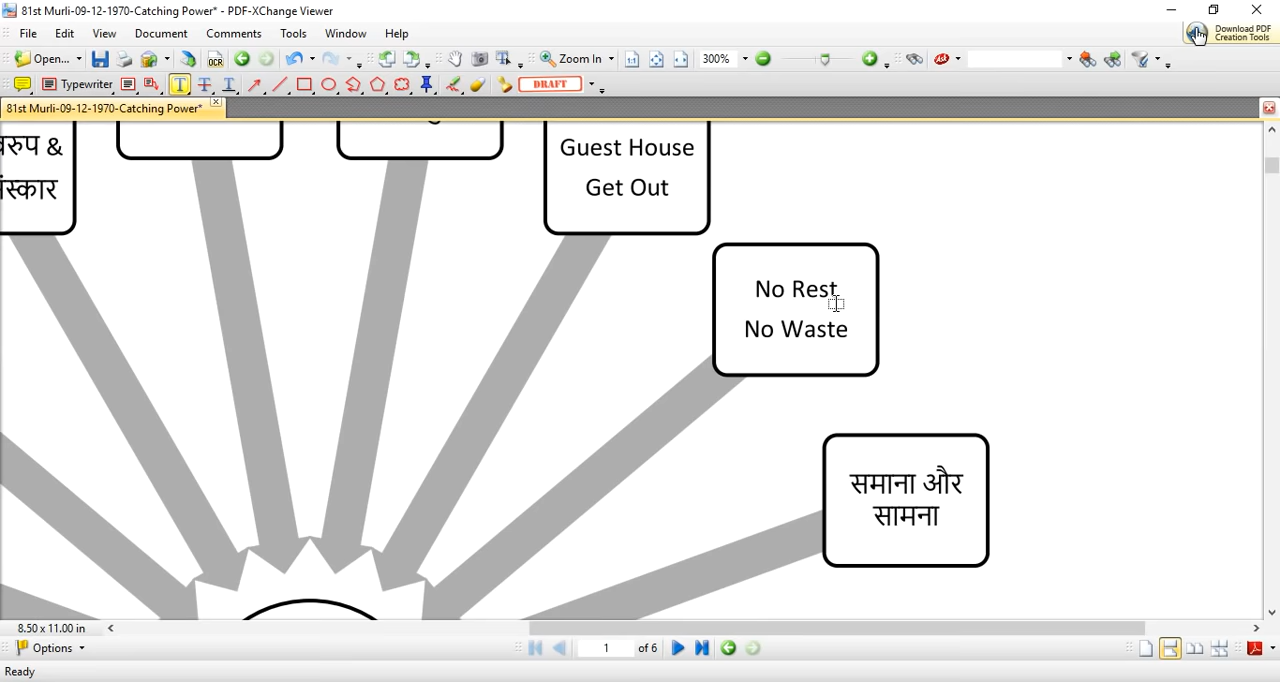 81st Murli-09-12-1970-Catching Power* - PDF-XChange Viewer
File Edit View Document Comments Tools Window Help
Download PDF
Creation Tools
Open... OCR Zoom In 300%
Typewriter DRAFT
81st Murli-09-12-1970-Catching Power*
&
Guest House
Get Out
No Rest
No Waste
समाना और
सामना
8.50 x 11.00 in
Options 1 of 6
Ready